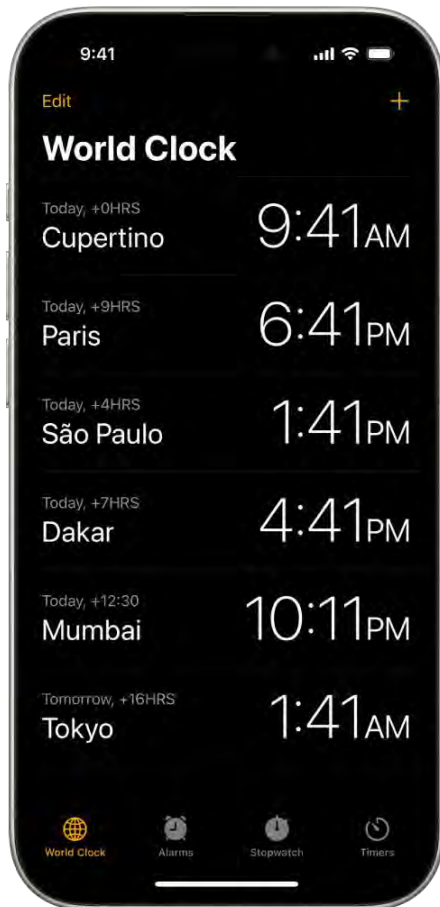 9:41
Edit
World Clock
Today, +0HRS
Cupertino
9:41AM
Today, +9HRS
Paris
6:41PM
Today, +4HRS
São Paulo
1:41PM
Today, +7HRS
Dakar
4:41PM
Today, +12:30
Mumbai
10:11PM
Tomorrow, +16HRS
Tokyo
1:41AM
World Clock
Alarms
Stopwatch
Timers